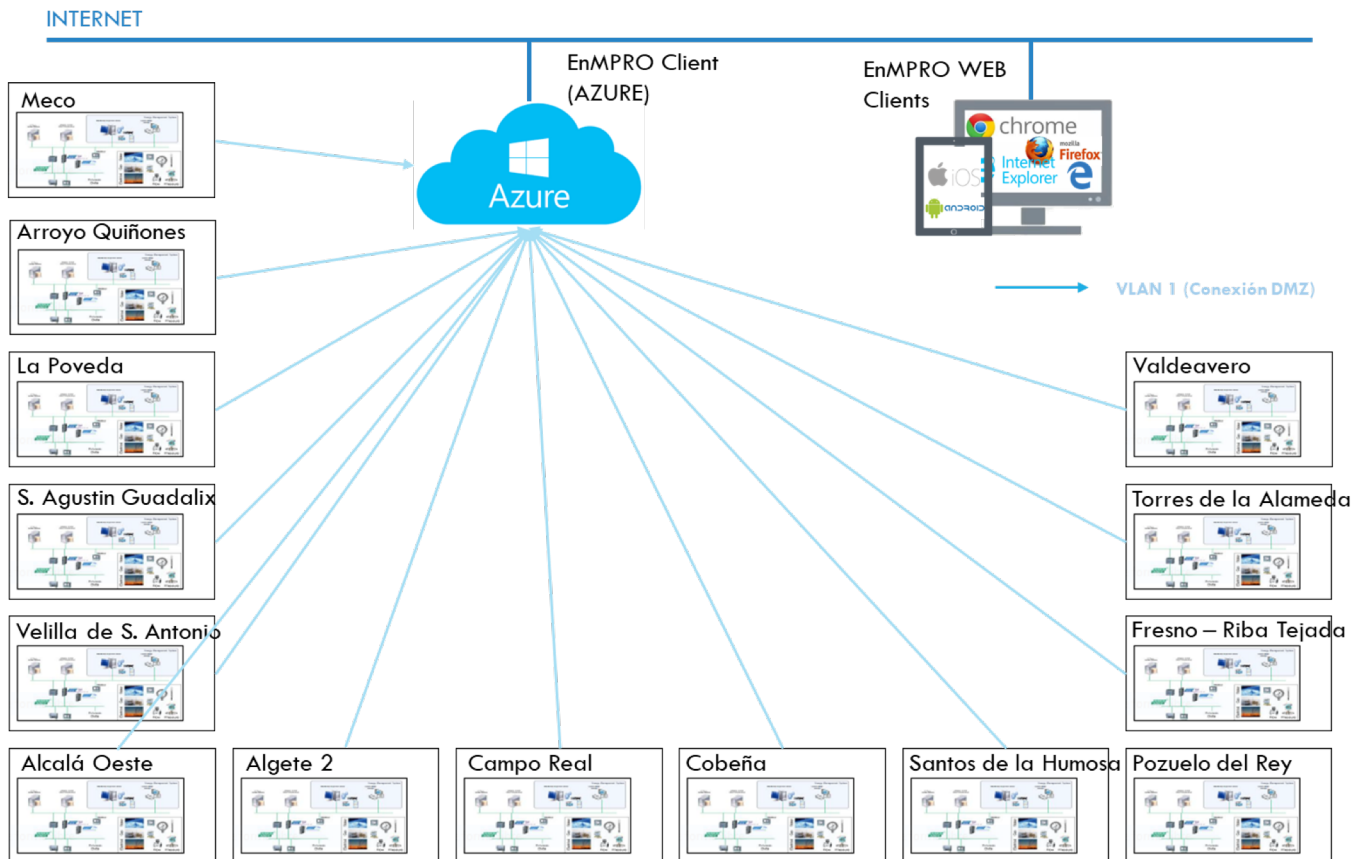 INTERNET
EnMPRO Client
(AZURE)
EnMPRO WEB
Clients
Meco
Azure
chrome
mozilla
Firefox
Internet
Explorer
iOS
ANDROID
Arroyo Quiñones
VLAN 1 (Conexión DMZ)
La Poveda
Valdeavero
S. Agustin Guadalix
Torres de la Alameda
Velilla de S. Antonio
Fresno – Riba Tejada
Alcalá Oeste
Algete 2
Campo Real
Cobeña
Santos de la Humosa
Pozuelo del Rey